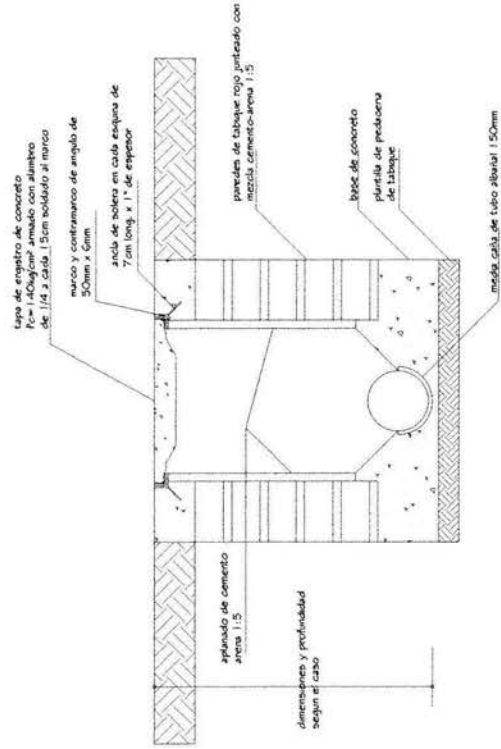 tapa de engistro de concreto
f'c=140kg/cm² armado con alambro
de 1/4 a cada 15cm soldado al marco
marco y contramarco de angulo de
50mm x 6mm
ancla de solera en cada esquina de
7cm long. x 1" de espesor
paredes de tabique rojo junteado con
mezcla cemento-arena 1:5
base de concreto
plantilla de pedaceria
de tabique
media caña de tubo albañal 150mm
aplanado de cemento
arena 1:5
dimensiones y profundidad
segun el caso